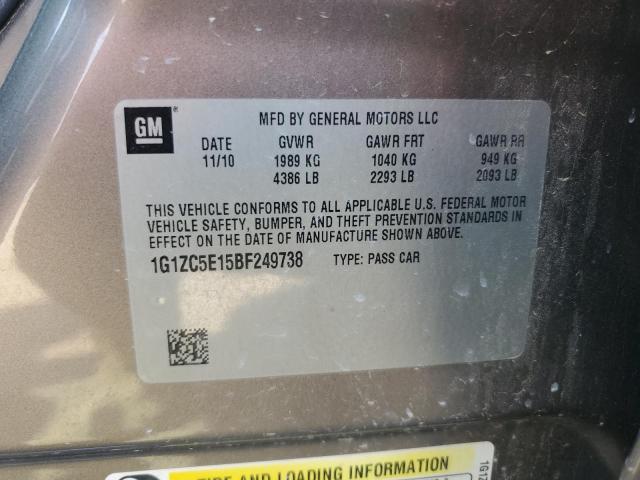 GM
MFD BY GENERAL MOTORS LLC
DATE GVWR GAWR FRT GAWR RR
11/10 1989 KG 1040 KG 949 KG
4386 LB 2293 LB 2093 LB
THIS VEHICLE CONFORMS TO ALL APPLICABLE U.S. FEDERAL MOTOR
VEHICLE SAFETY, BUMPER, AND THEFT PREVENTION STANDARDS IN
EFFECT ON THE DATE OF MANUFACTURE SHOWN ABOVE.
1G1ZC5E15BF249738 TYPE: PASS CAR
TIRE AND LOADING INFORMATION
1G1Z